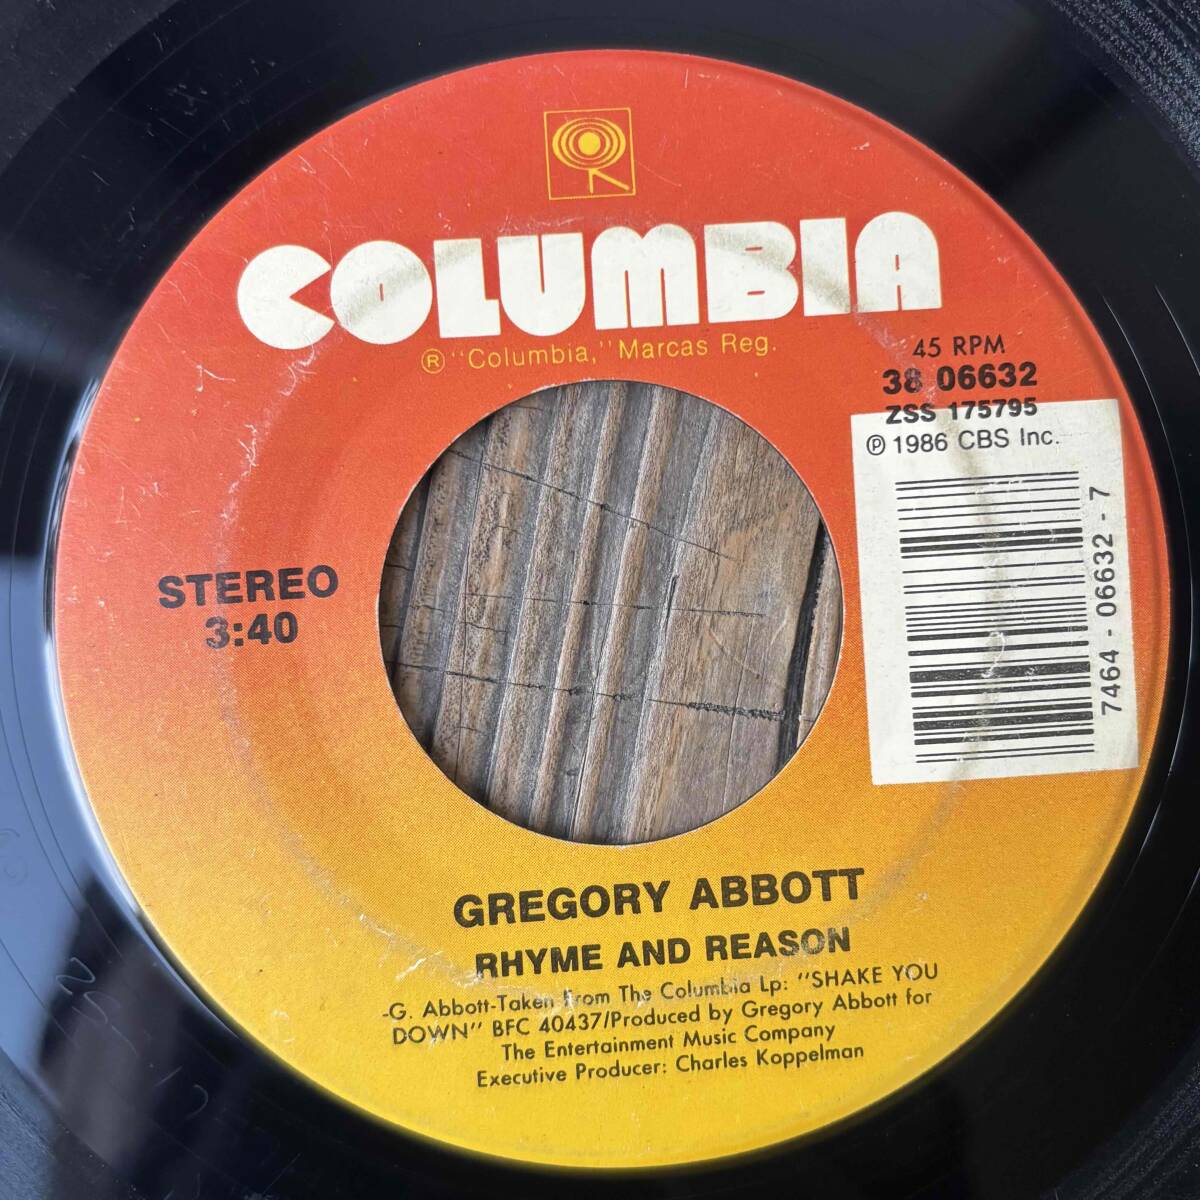 COLUMBIA
® "Columbia," Marcas Reg.
45 RPM
38 06632
ZSS 175795
℗ 1986 CBS Inc.
7464 - 06632 - 7
STEREO
3:40
GREGORY ABBOTT
RHYME AND REASON
-G. Abbott-Taken From The Columbia Lp: "SHAKE YOU
DOWN" BFC 40437/Produced by Gregory Abbott for
The Entertainment Music Company
Executive Producer: Charles Koppelman